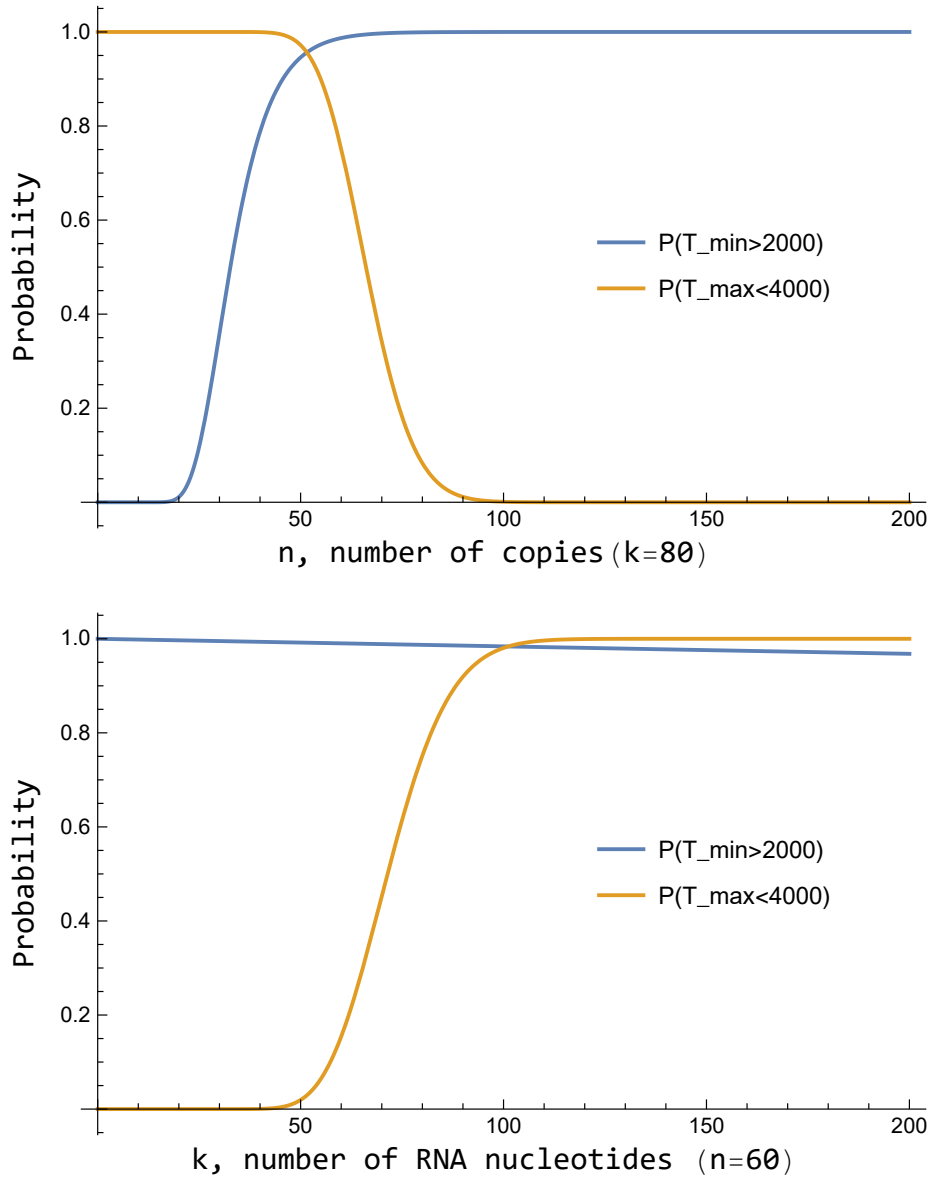 1.0
0.8
0.6
0.4
0.2
Probability
P(T_min>2000)
P(T_max<4000)
50 100 150 200
n, number of copies (k=80)
1.0
0.8
0.6
0.4
0.2
Probability
P(T_min>2000)
P(T_max<4000)
50 100 150 200
k, number of RNA nucleotides (n=60)